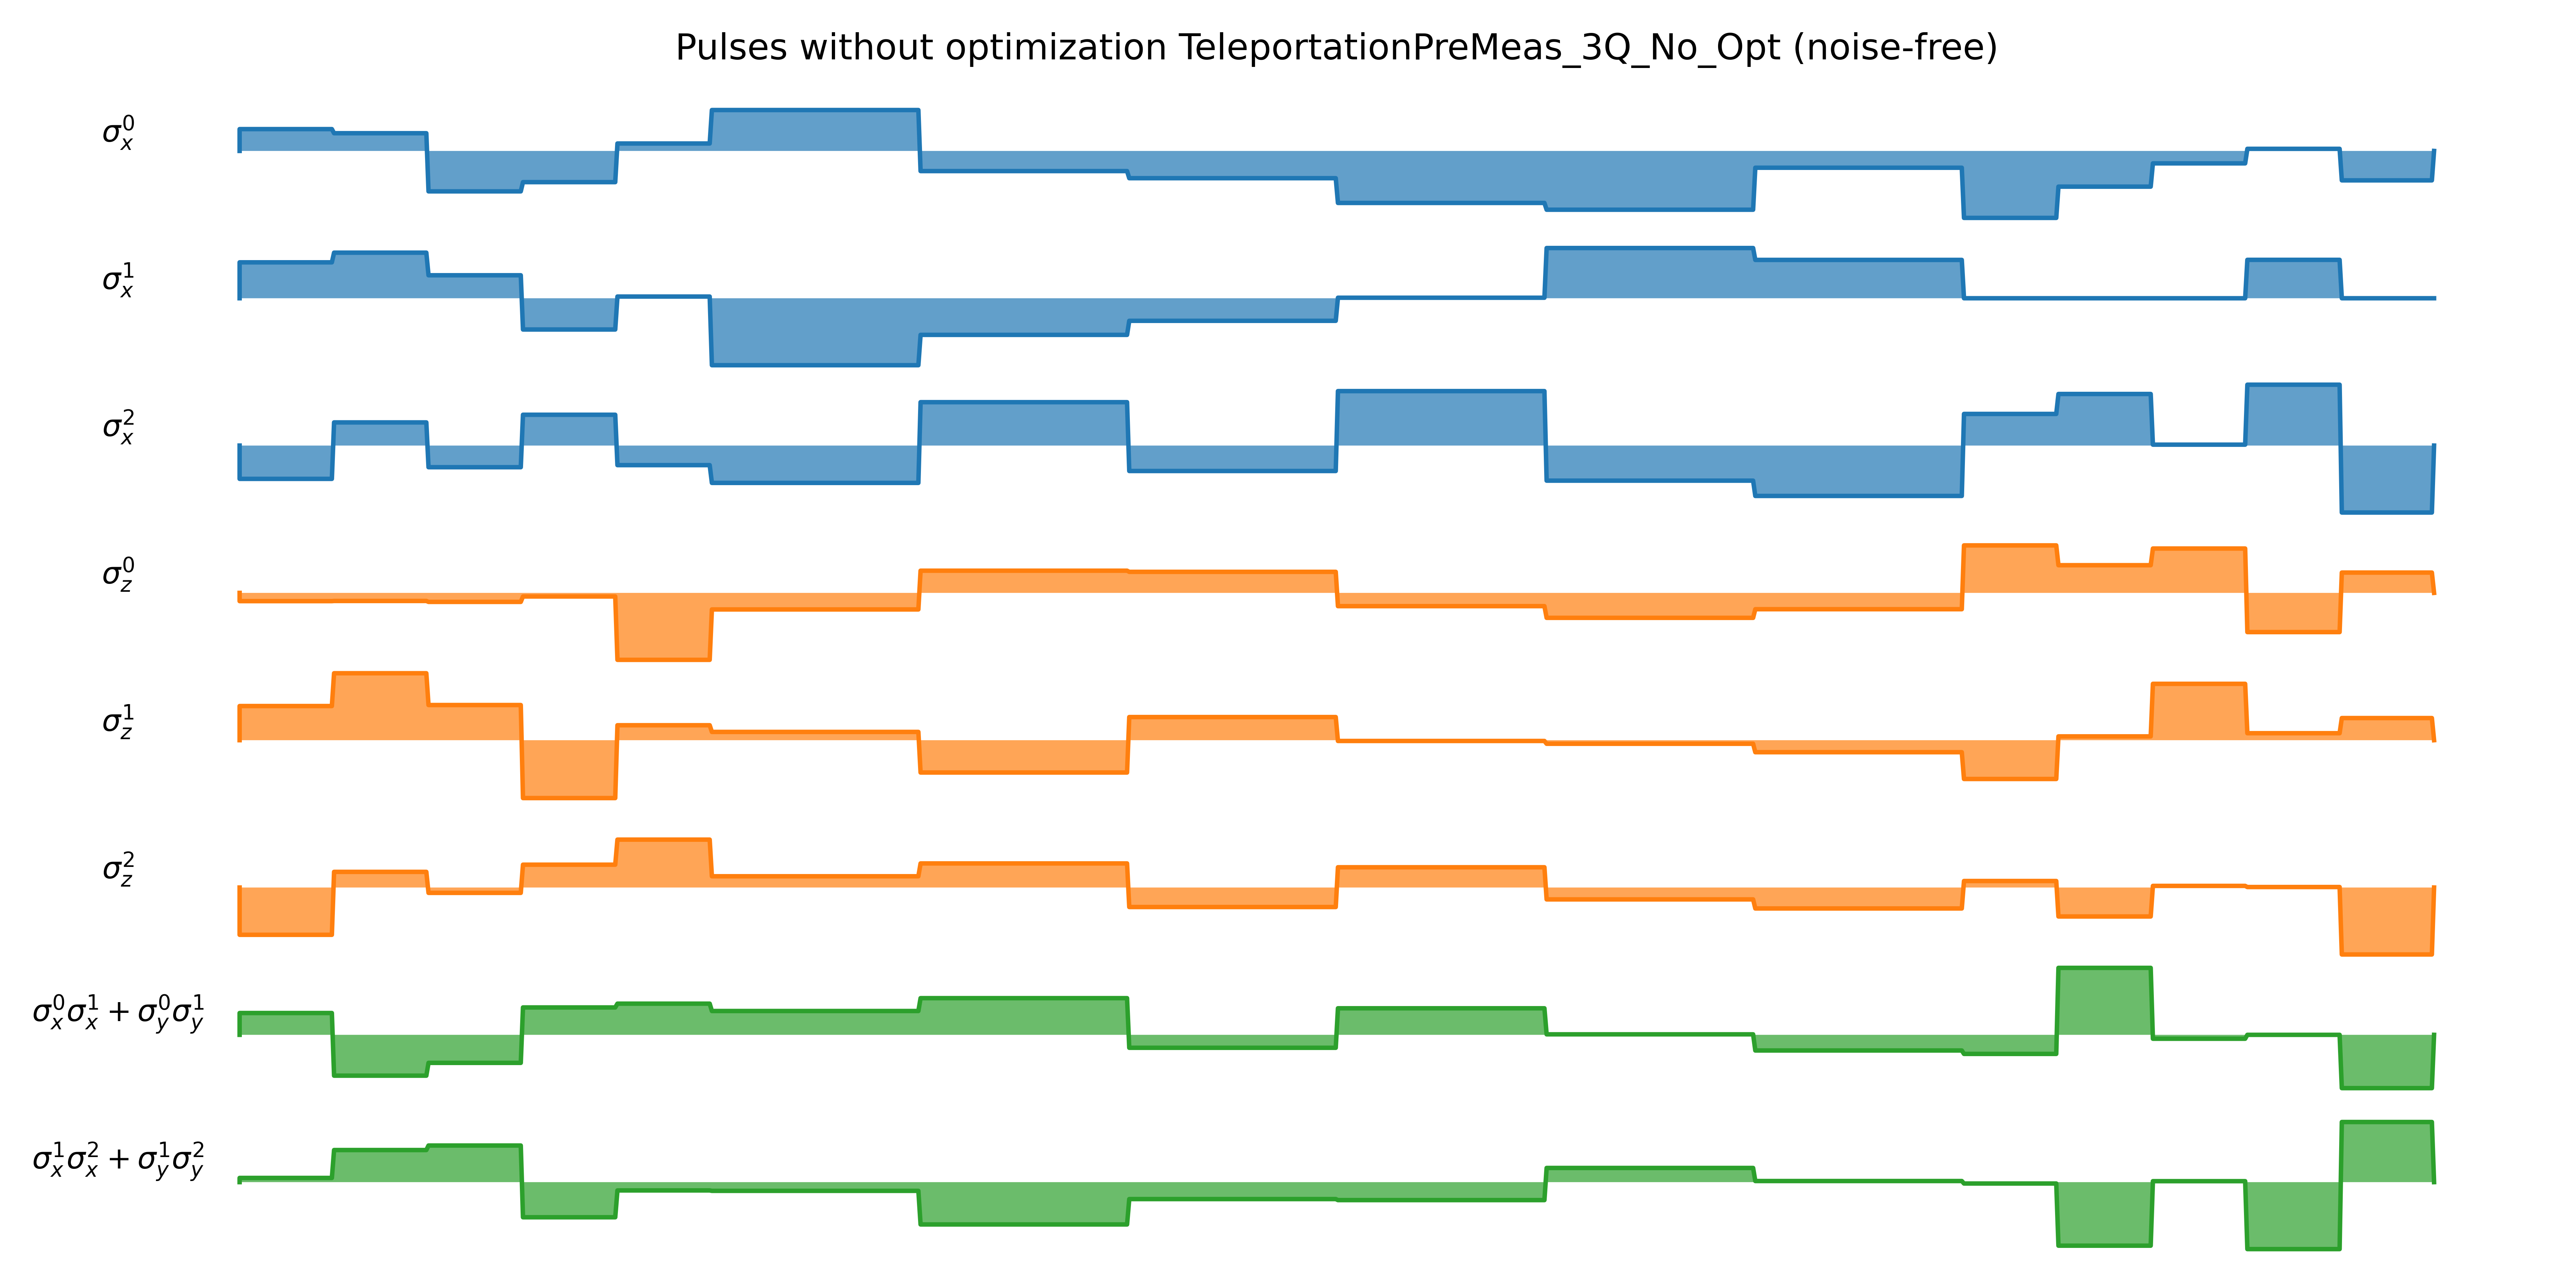 Pulses without optimization TeleportationPreMeas_3Q_No_Opt (noise-free)
σ_x^0
σ_x^1
σ_x^2
σ_z^0
σ_z^1
σ_z^2
σ_x^0σ_x^1 + σ_y^0σ_y^1
σ_x^1σ_x^2 + σ_y^1σ_y^2